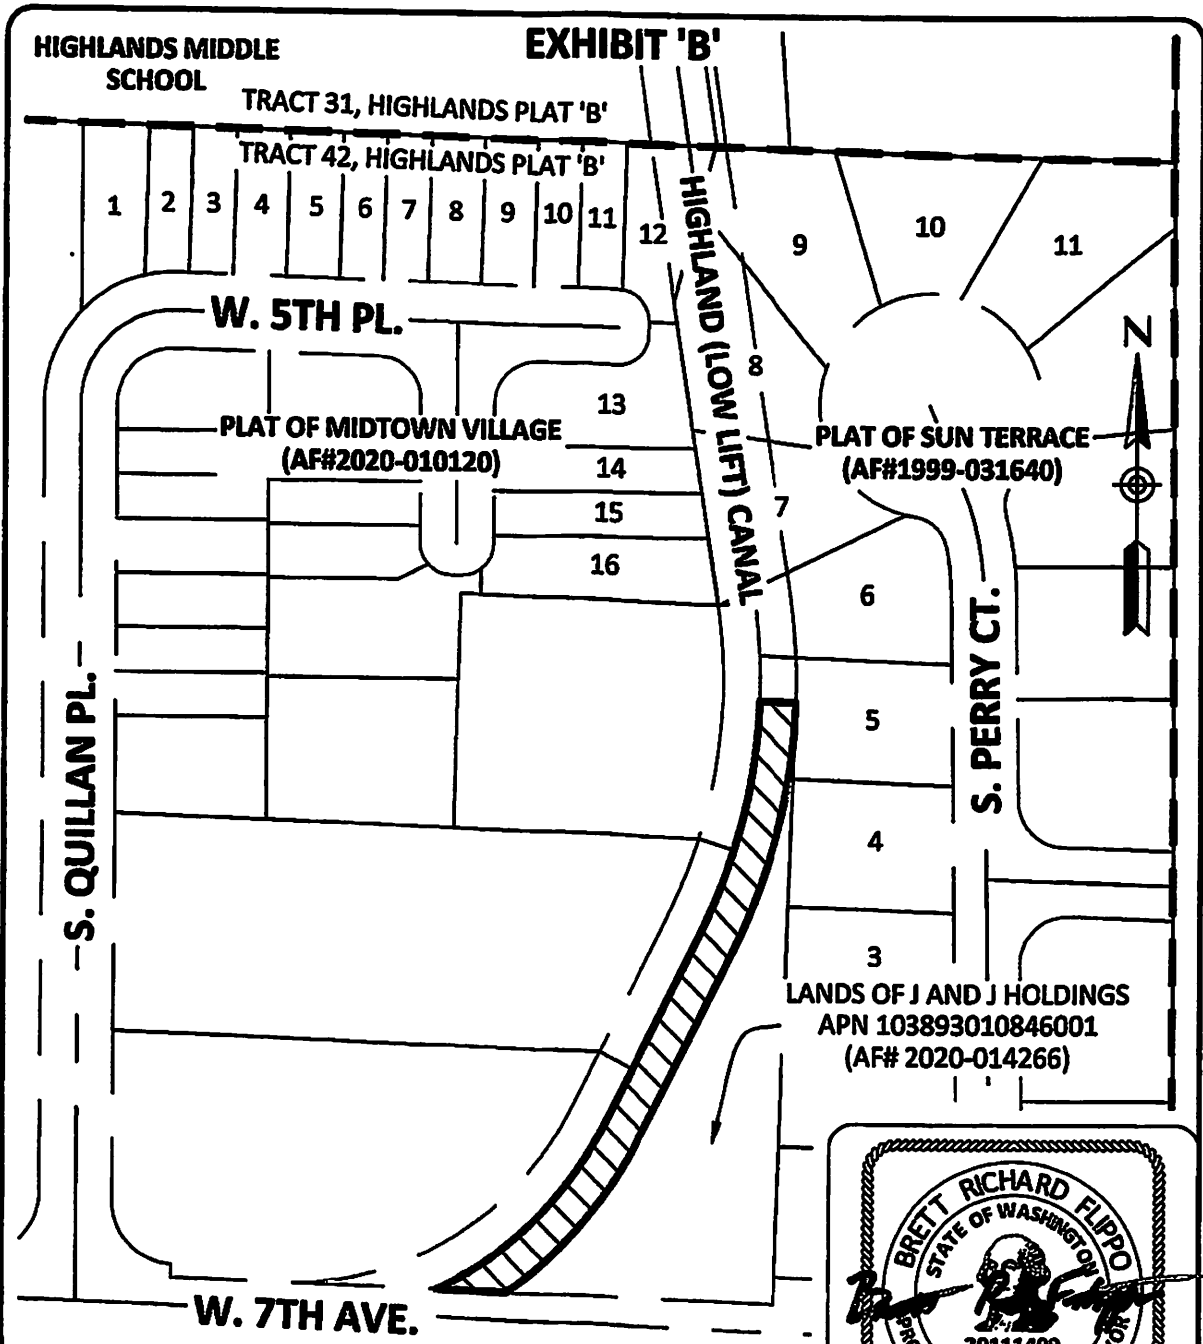 EXHIBIT 'B'
HIGHLANDS MIDDLE
SCHOOL
TRACT 31, HIGHLANDS PLAT 'B'
TRACT 42, HIGHLANDS PLAT 'B'
1 2 3 4 5 6 7 8 9 10 11 12
9 10 11
HIGHLAND (LOW LIFT) CANAL
W. 5TH PL.
N
8
13
PLAT OF MIDTOWN VILLAGE
(AF#2020-010120)
PLAT OF SUN TERRACE
(AF#1999-031640)
14
15
7
16
6
S. QUILLAN PL.
S. PERRY CT.
5
4
3
LANDS OF J AND J HOLDINGS
APN 103893010846001
(AF# 2020-014266)
W. 7TH AVE.
BRETT RICHARD FLIPPO
STATE OF WASHINGTON